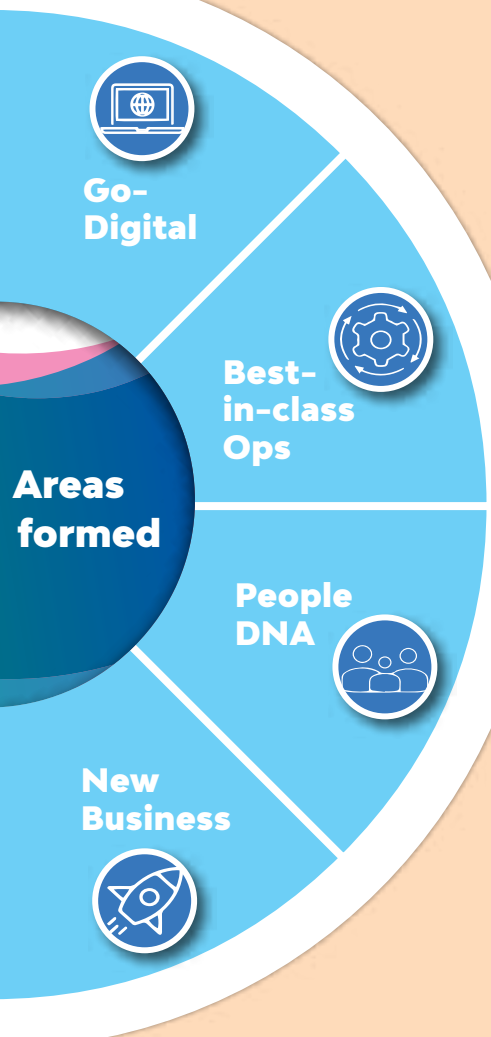 Go-
Digital
Best-
in-class
Ops
Areas
formed
People
DNA
New
Business